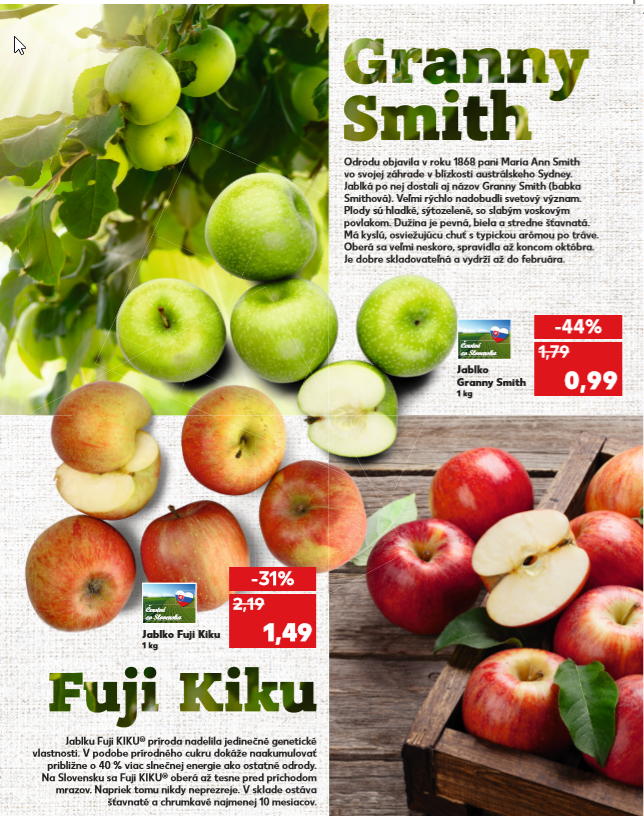 Granny
Smith
Odrodu objavila v roku 1868 pani Maria Ann Smith
vo svojej záhrade v blízkosti austrálskeho Sydney.
Jablká po nej dostali aj názov Granny Smith (babka
Smithová). Veľmi rýchlo nadobudli svetový význam.
Plody sú hladké, sýtozelené, so slabým voskovým
povlakom. Dužina je pevná, biela a stredne šťavnatá.
Má kyslú, osviežujúcu chuť s typickou arómou po tráve.
Oberá sa veľmi neskoro, spravidla až koncom októbra.
Je dobre skladovateľná a vydrží až do februára.
Čerstvé
zo Slovenska
Jablko
Granny Smith
1 kg
-44%
1,79
0,99
Čerstvé
zo Slovenska
Jablko Fuji Kiku
1 kg
-31%
2,19
1,49
Fuji Kiku
Jablku Fuji KIKU® príroda nadelila jedinečné genetické
vlastnosti. V podobe prírodného cukru dokáže naakumulovať
približne o 40 % viac slnečnej energie ako ostatné odrody.
Na Slovensku sa Fuji KIKU® oberá až tesne pred príchodom
mrazov. Napriek tomu nikdy neprezreje. V sklade ostáva
šťavnaté a chrumkavé najmenej 10 mesiacov.